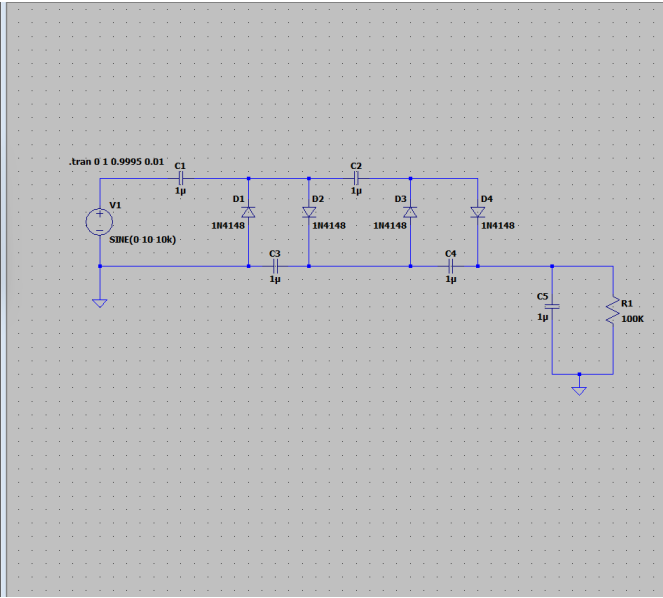 .tran 0 1 0.9995 0.01
C1
1µ
C2
1µ
V1
SINE(0 10 10k)
D1
1N4148
D2
1N4148
D3
1N4148
D4
1N4148
C3
1µ
C4
1µ
C5
1µ
R1
100K